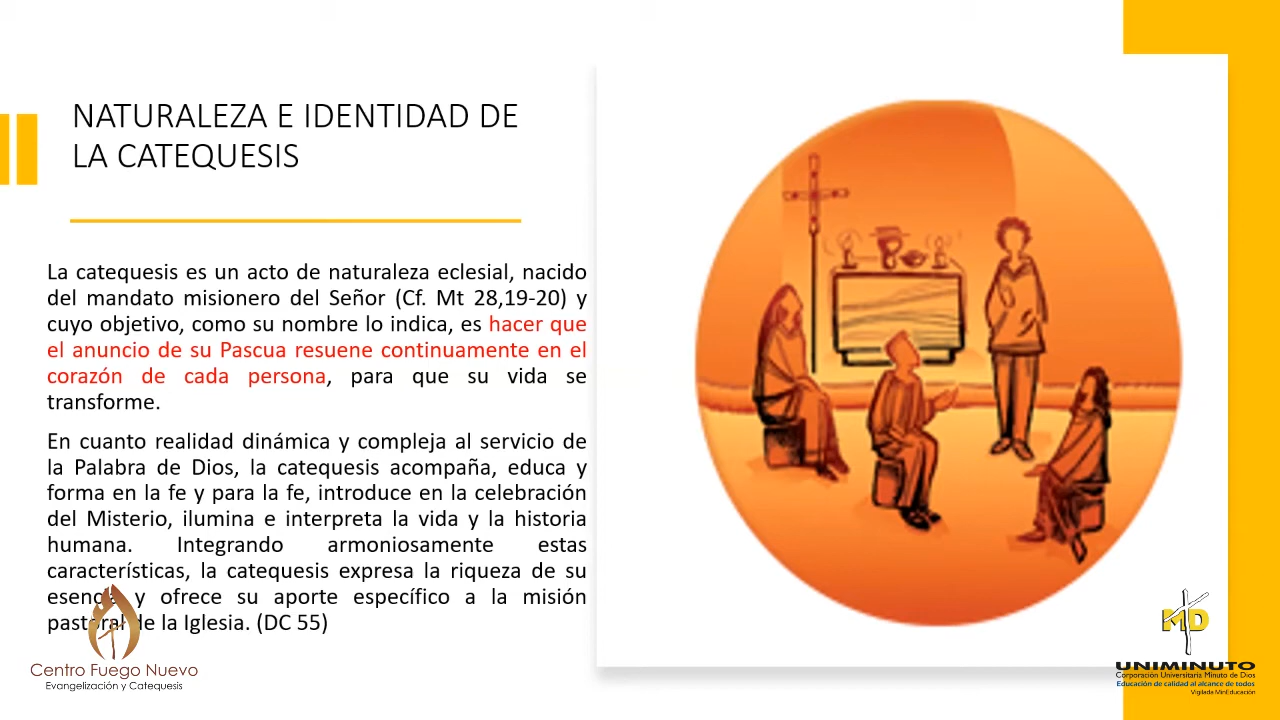 NATURALEZA E IDENTIDAD DE
LA CATEQUESIS
La catequesis es un acto de naturaleza eclesial, nacido
del mandato misionero del Señor (Cf. Mt 28,19-20) y
cuyo objetivo, como su nombre lo indica, es hacer que
el anuncio de su Pascua resuene continuamente en el
corazón de cada persona, para que su vida se
transforme.
En cuanto realidad dinámica y compleja al servicio de
la Palabra de Dios, la catequesis acompaña, educa y
forma en la fe y para la fe, introduce en la celebración
del Misterio, ilumina e interpreta la vida y la historia
humana. Integrando armoniosamente estas
características, la catequesis expresa la riqueza de su
esencia y ofrece su aporte específico a la misión
pastoral de la Iglesia. (DC 55)
Centro Fuego Nuevo
Evangelización y Catequesis
MD
UNIMINUTO
Corporación Universitaria Minuto de Dios
Educación de calidad al alcance de todos
Vigilada MinEducación